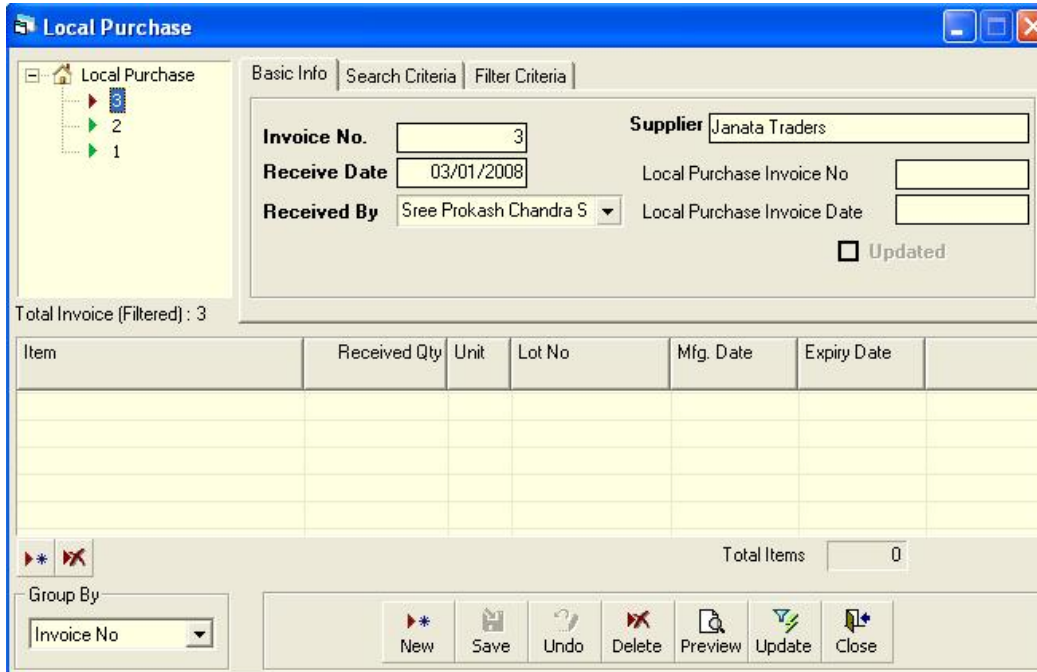 Local Purchase
Local Purchase
3
2
1
Total Invoice (Filtered) : 3
Basic Info Search Criteria Filter Criteria
Invoice No. 3
Supplier Janata Traders
Receive Date 03/01/2008
Local Purchase Invoice No
Received By Sree Prokash Chandra S
Local Purchase Invoice Date
Updated
Item Received Qty Unit Lot No Mfg. Date Expiry Date
Total Items 0
Group By
Invoice No
New Save Undo Delete Preview Update Close